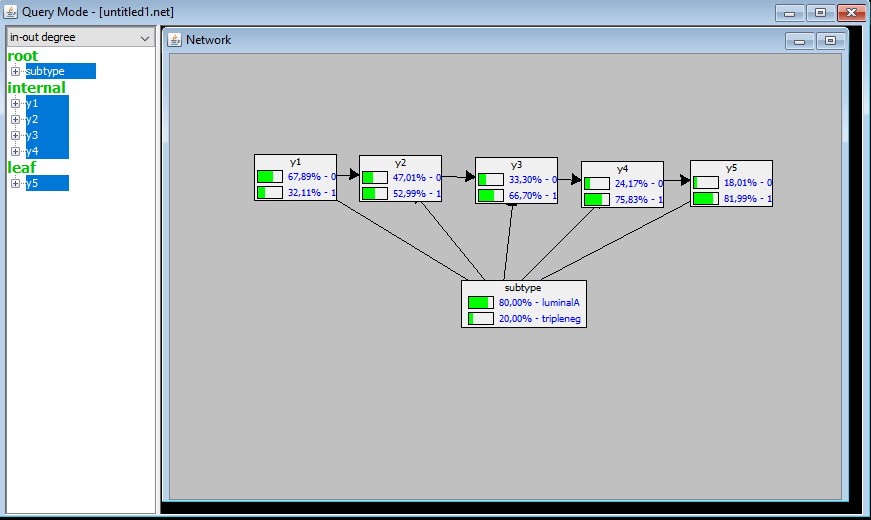 Query Mode - [untitled1.net]
in-out degree
root
subtype
internal
y1
y2
y3
y4
leaf
y5
Network
y1
67,89% - 0
32,11% - 1
y2
47,01% - 0
52,99% - 1
y3
33,30% - 0
66,70% - 1
y4
24,17% - 0
75,83% - 1
y5
18,01% - 0
81,99% - 1
subtype
80,00% - luminalA
20,00% - tripleneg